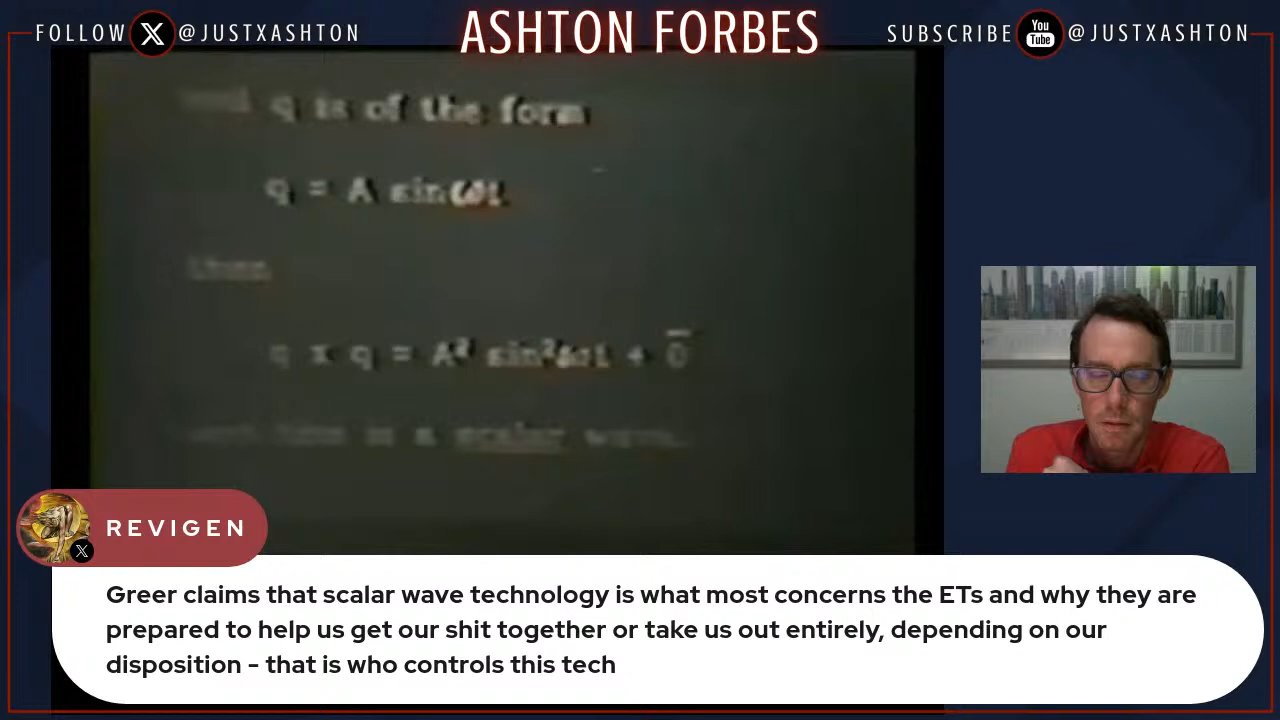 FOLLOW @JUSTXASHTON
ASHTON FORBES
SUBSCRIBE You Tube @JUSTXASHTON
q is of the form
q = A sin ωt
then
q x q = A² sin²ωt + 0̅
is a scalar wave.
REVIGEN
Greer claims that scalar wave technology is what most concerns the ETs and why they are
prepared to help us get our shit together or take us out entirely, depending on our
disposition - that is who controls this tech